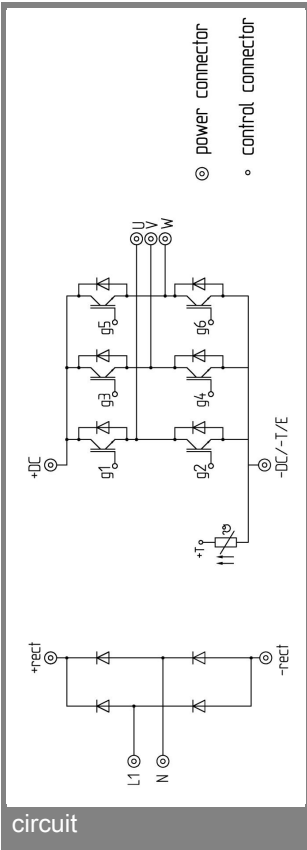 power connector
control connector
U
V
W
g5
g6
g3
g4
g1
g2
+DC
-DC/-T/E
+T
ϑ
+rect
-rect
L1
N
circuit